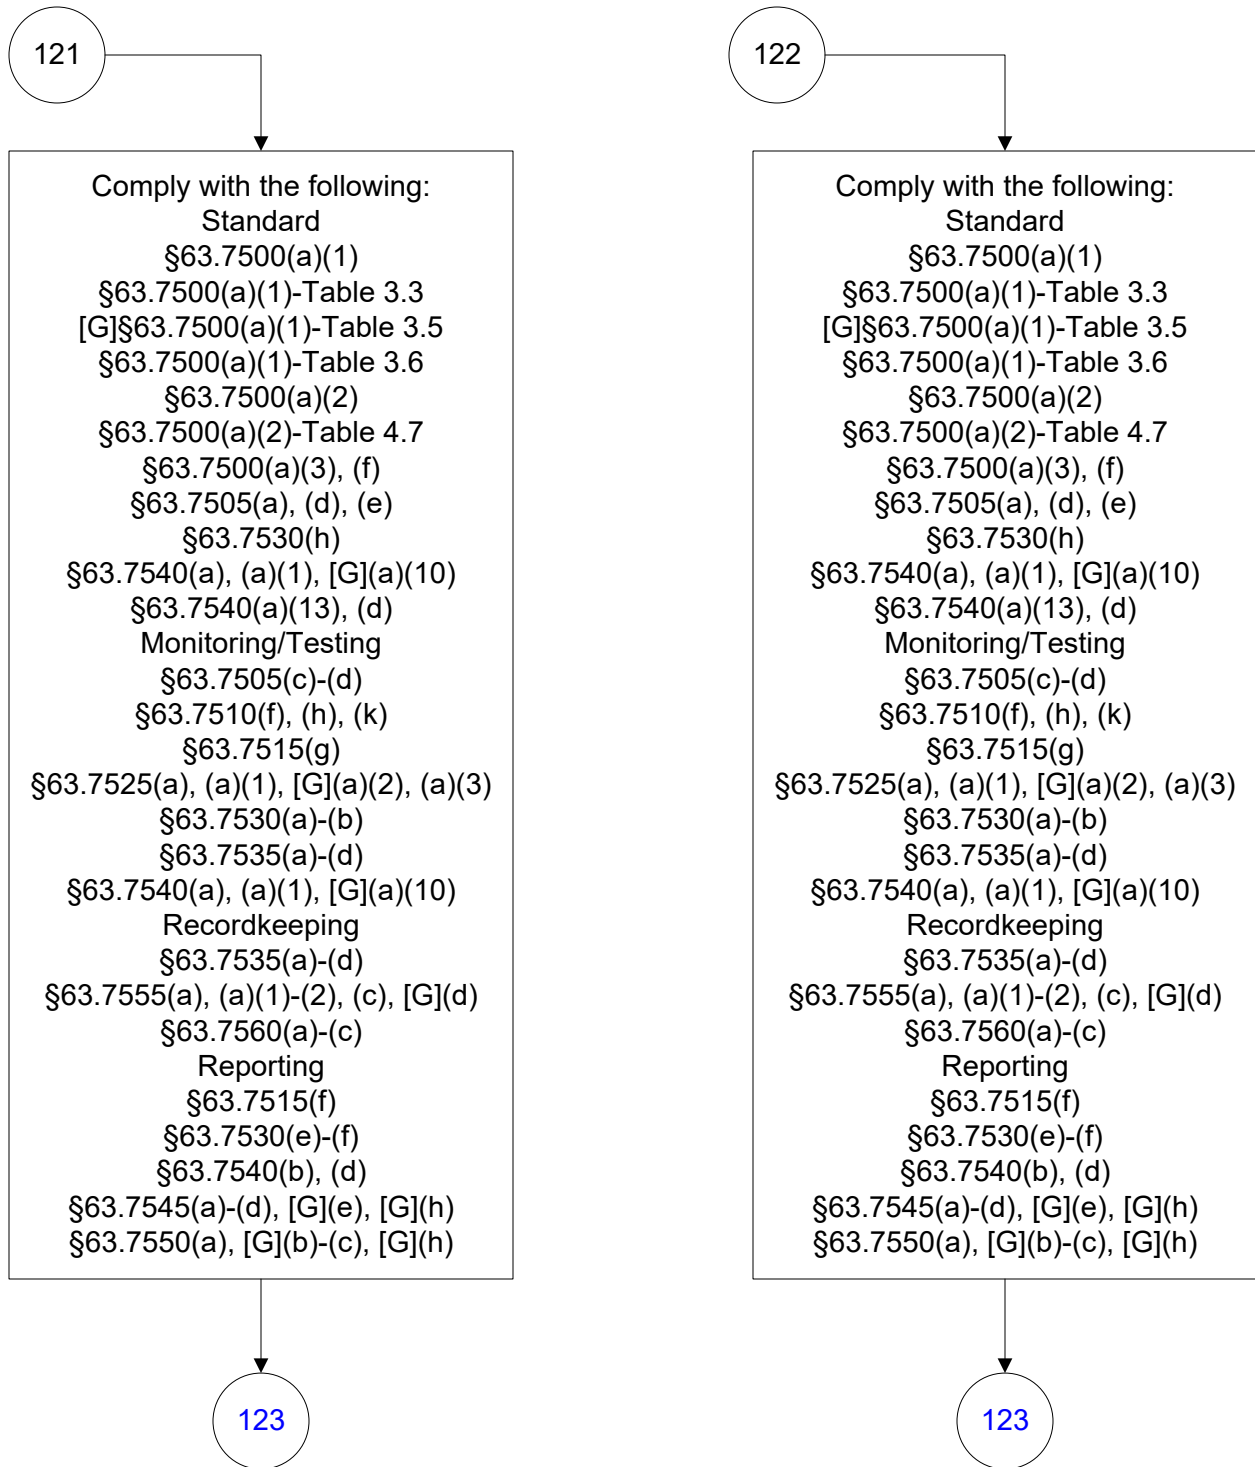 121
Comply with the following:
Standard
§63.7500(a)(1)
§63.7500(a)(1)-Table 3.3
[G]§63.7500(a)(1)-Table 3.5
§63.7500(a)(1)-Table 3.6
§63.7500(a)(2)
§63.7500(a)(2)-Table 4.7
§63.7500(a)(3), (f)
§63.7505(a), (d), (e)
§63.7530(h)
§63.7540(a), (a)(1), [G](a)(10)
§63.7540(a)(13), (d)
Monitoring/Testing
§63.7505(c)-(d)
§63.7510(f), (h), (k)
§63.7515(g)
§63.7525(a), (a)(1), [G](a)(2), (a)(3)
§63.7530(a)-(b)
§63.7535(a)-(d)
§63.7540(a), (a)(1), [G](a)(10)
Recordkeeping
§63.7535(a)-(d)
§63.7555(a), (a)(1)-(2), (c), [G](d)
§63.7560(a)-(c)
Reporting
§63.7515(f)
§63.7530(e)-(f)
§63.7540(b), (d)
§63.7545(a)-(d), [G](e), [G](h)
§63.7550(a), [G](b)-(c), [G](h)
123
122
Comply with the following:
Standard
§63.7500(a)(1)
§63.7500(a)(1)-Table 3.3
[G]§63.7500(a)(1)-Table 3.5
§63.7500(a)(1)-Table 3.6
§63.7500(a)(2)
§63.7500(a)(2)-Table 4.7
§63.7500(a)(3), (f)
§63.7505(a), (d), (e)
§63.7530(h)
§63.7540(a), (a)(1), [G](a)(10)
§63.7540(a)(13), (d)
Monitoring/Testing
§63.7505(c)-(d)
§63.7510(f), (h), (k)
§63.7515(g)
§63.7525(a), (a)(1), [G](a)(2), (a)(3)
§63.7530(a)-(b)
§63.7535(a)-(d)
§63.7540(a), (a)(1), [G](a)(10)
Recordkeeping
§63.7535(a)-(d)
§63.7555(a), (a)(1)-(2), (c), [G](d)
§63.7560(a)-(c)
Reporting
§63.7515(f)
§63.7530(e)-(f)
§63.7540(b), (d)
§63.7545(a)-(d), [G](e), [G](h)
§63.7550(a), [G](b)-(c), [G](h)
123